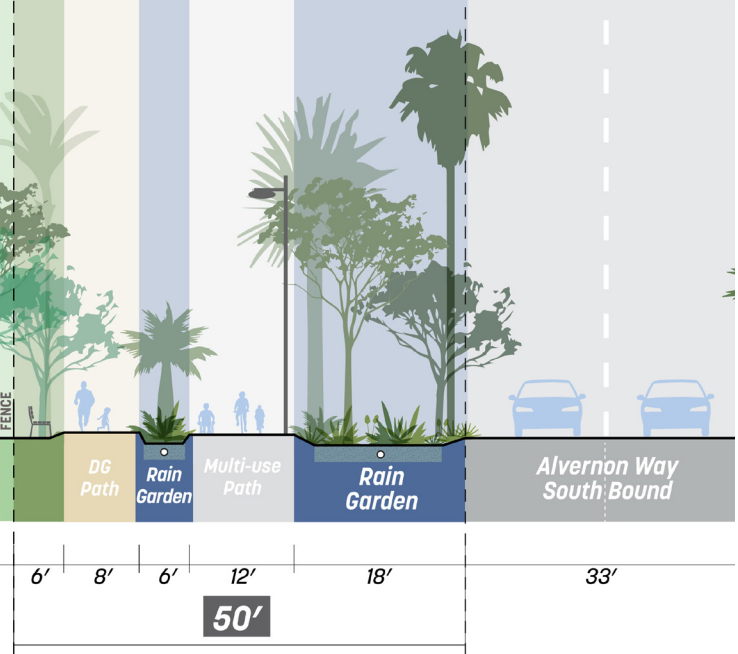 FENCE
DG
Path
Rain
Garden
Multi-use
Path
Rain
Garden
Alvernon Way
South Bound
6'
8'
6'
12'
18'
33'
50'